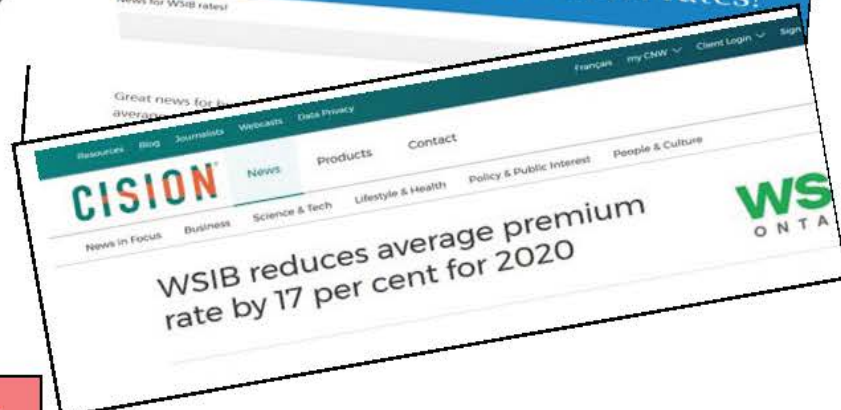 News for WSIB rates!
Great news for
average
Resources Blog Journalists Webcasts Data Privacy
Français my CNW Client Login Sign
CISION News Products Contact
News in Focus Business Science & Tech Lifestyle & Health Policy & Public Interest People & Culture
WSIB reduces average premium
rate by 17 per cent for 2020
WS
ONTA